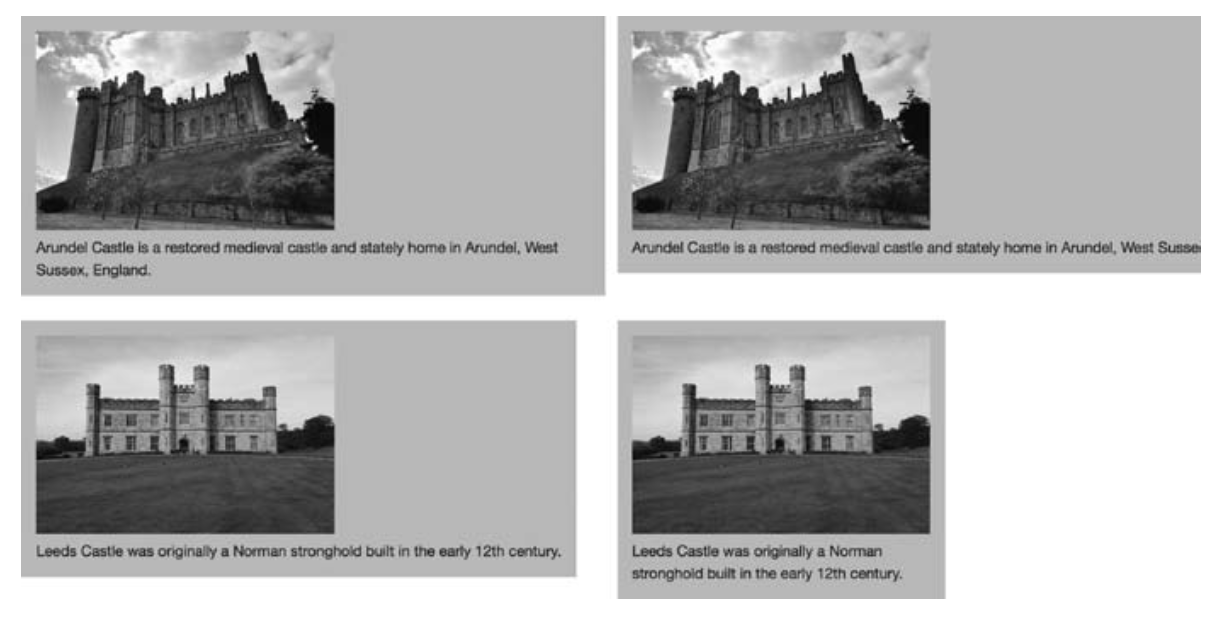 Arundel Castle is a restored medieval castle and stately home in Arundel, West
Sussex, England.
Arundel Castle is a restored medieval castle and stately home in Arundel, West Susse
Leeds Castle was originally a Norman stronghold built in the early 12th century.
Leeds Castle was originally a Norman
stronghold built in the early 12th century.